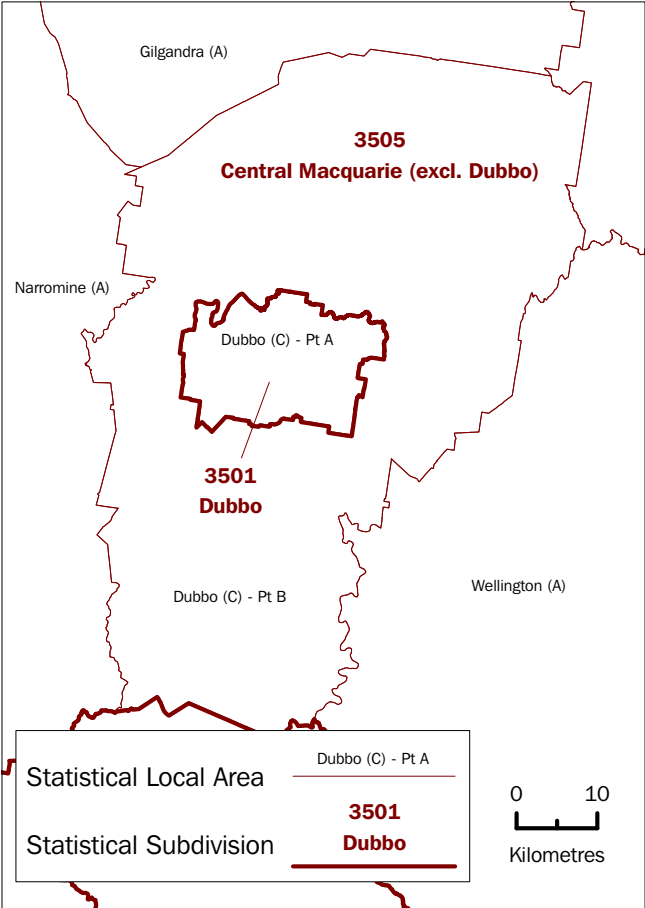 Gilgandra (A)
3505
Central Macquarie (excl. Dubbo)
Narromine (A)
Dubbo (C) - Pt A
3501
Dubbo
Dubbo (C) - Pt B
Wellington (A)
Statistical Local Area
Dubbo (C) - Pt A
Statistical Subdivision
3501
Dubbo
0 10
Kilometres